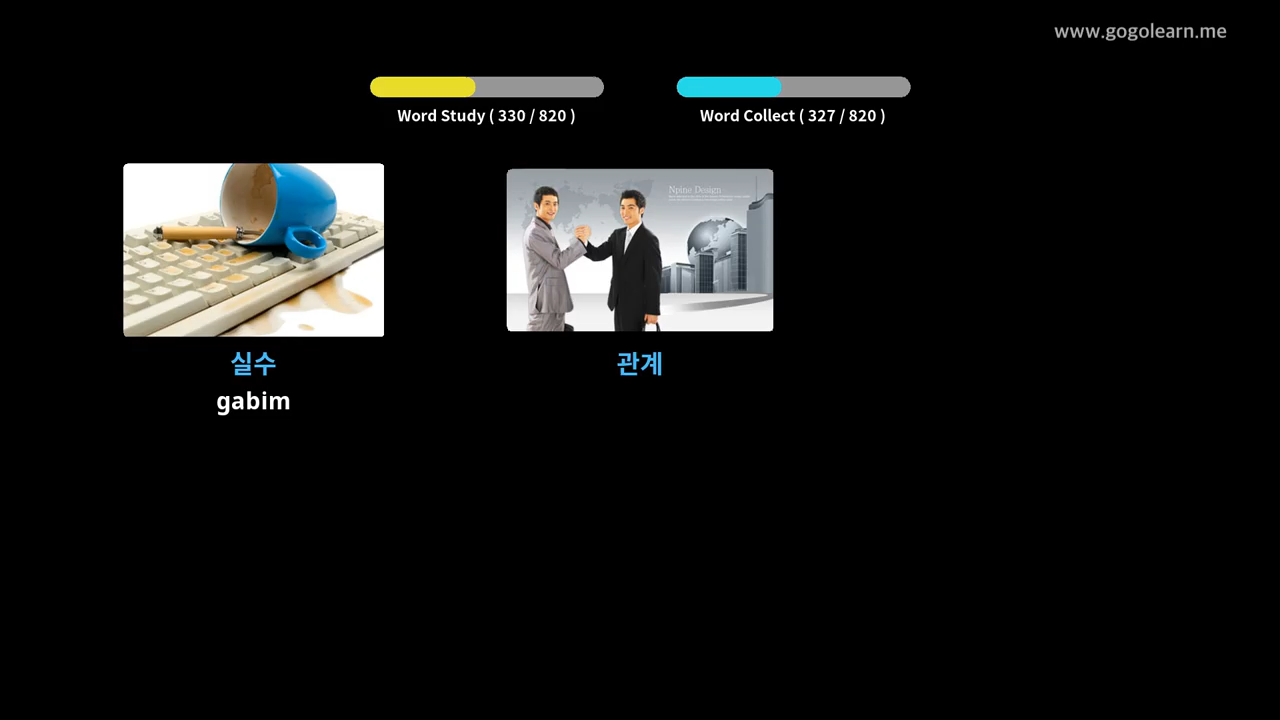 www.gogolearn.me
Word Study ( 330 / 820 )
Word Collect ( 327 / 820 )
Npine Design
실수
관계
gabim